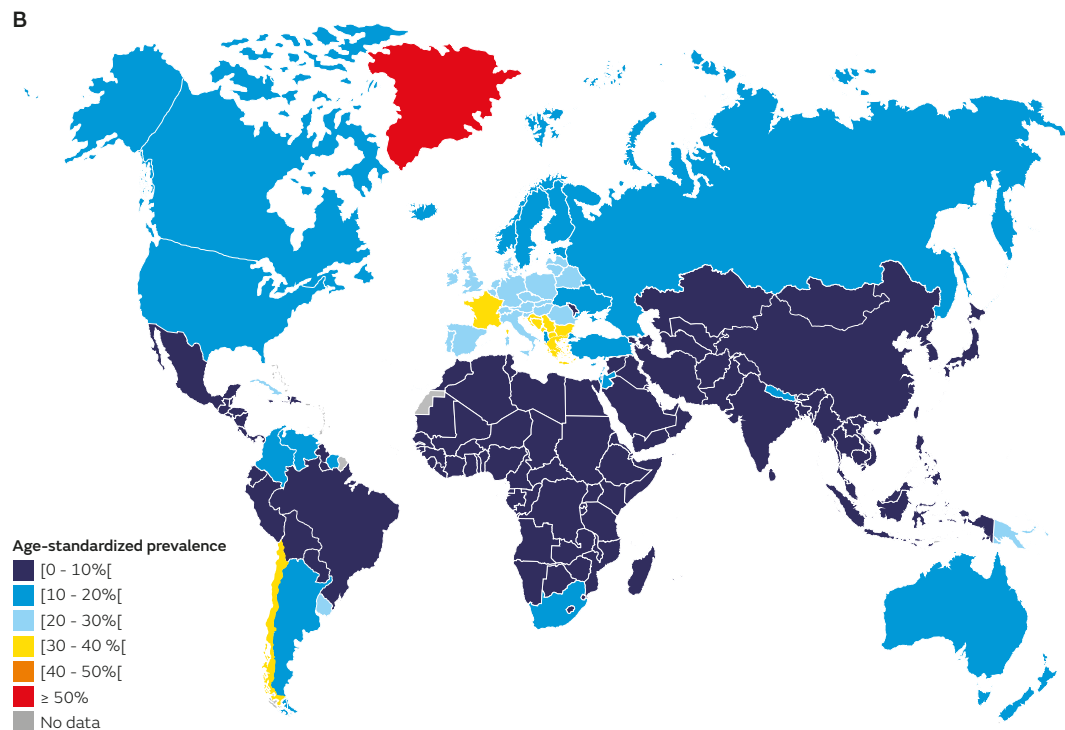 B
Age-standardized prevalence
[0 - 10%[
[10 - 20%[
[20 - 30%[
[30 - 40 %[
[40 - 50%[
≥ 50%
No data